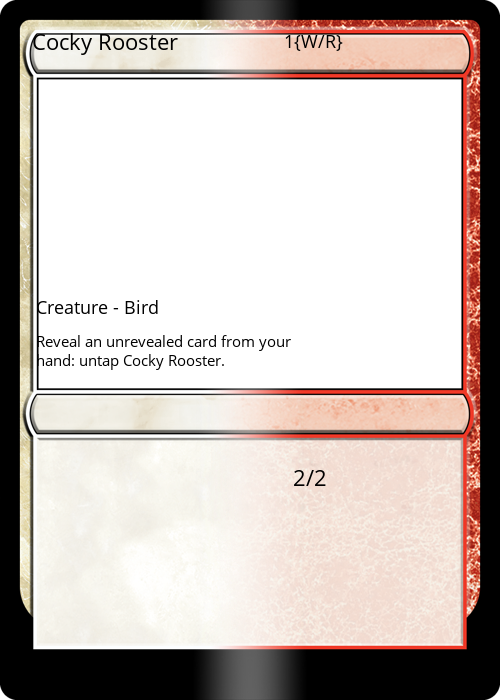 Cocky Rooster 1{W/R}
Creature - Bird
Reveal an unrevealed card from your
hand: untap Cocky Rooster.
2/2